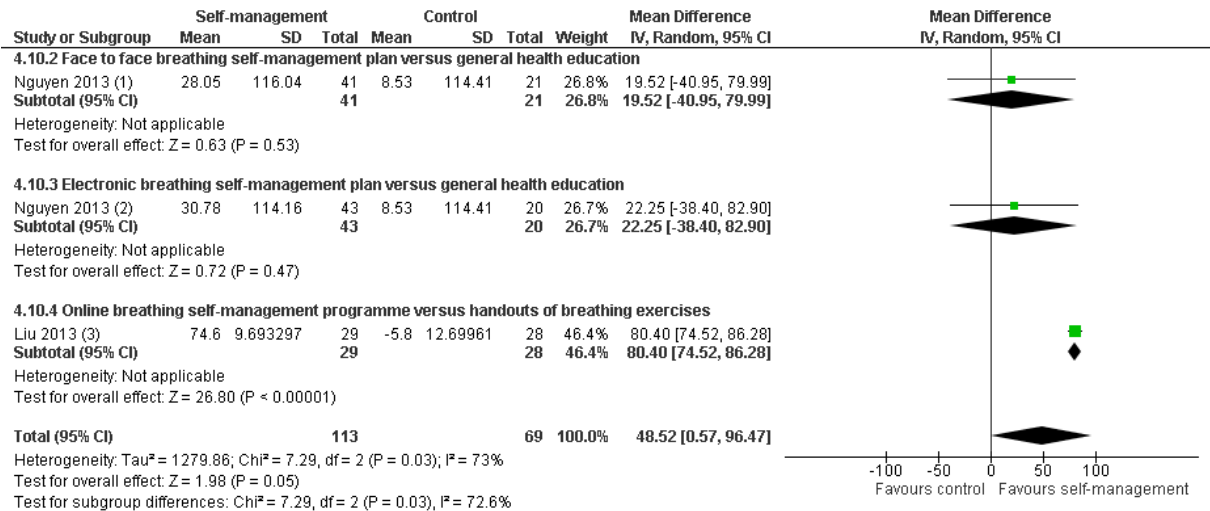 Self-management Control Mean Difference Mean Difference
Study or Subgroup Mean SD Total Mean SD Total Weight IV, Random, 95% CI IV, Random, 95% CI
4.10.2 Face to face breathing self-management plan versus general health education
Nguyen 2013 (1) 28.05 116.04 41 8.53 114.41 21 26.8% 19.52 [-40.95, 79.99]
Subtotal (95% CI) 41 21 26.8% 19.52 [-40.95, 79.99]
Heterogeneity: Not applicable
Test for overall effect: Z = 0.63 (P = 0.53)
4.10.3 Electronic breathing self-management plan versus general health education
Nguyen 2013 (2) 30.78 114.16 43 8.53 114.41 20 26.7% 22.25 [-38.40, 82.90]
Subtotal (95% CI) 43 20 26.7% 22.25 [-38.40, 82.90]
Heterogeneity: Not applicable
Test for overall effect: Z = 0.72 (P = 0.47)
4.10.4 Online breathing self-management programme versus handouts of breathing exercises
Liu 2013 (3) 74.6 9.693297 29 -5.8 12.69961 28 46.4% 80.40 [74.52, 86.28]
Subtotal (95% CI) 29 28 46.4% 80.40 [74.52, 86.28]
Heterogeneity: Not applicable
Test for overall effect: Z = 26.80 (P < 0.00001)
Total (95% CI) 113 69 100.0% 48.52 [0.57, 96.47]
Heterogeneity: Tau² = 1279.86; Chi² = 7.29, df = 2 (P = 0.03); I² = 73%
Test for overall effect: Z = 1.98 (P = 0.05)
Test for subgroup differences: Chi² = 7.29, df = 2 (P = 0.03), I² = 72.6%
-100 -50 0 50 100
Favours control Favours self-management